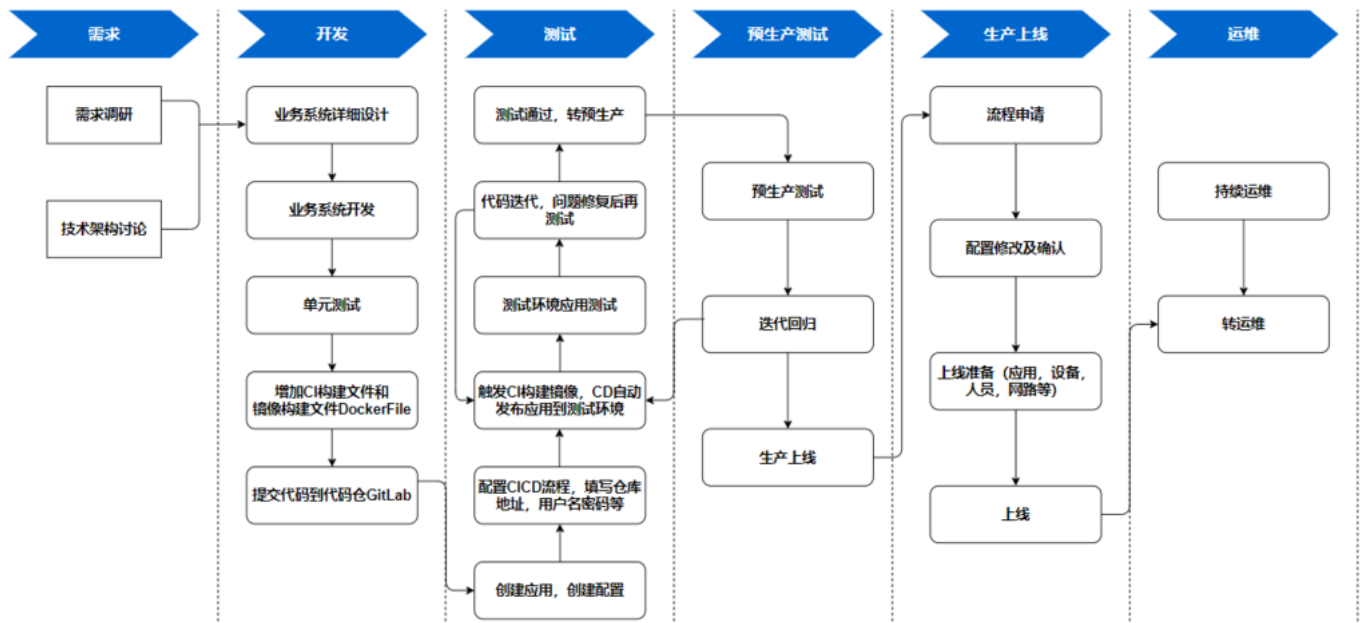 需求
开发
测试
预生产测试
生产上线
运维
需求调研
技术架构讨论
业务系统详细设计
业务系统开发
单元测试
增加CI构建文件和
镜像构建文件DockerFile
提交代码到代码仓GitLab
测试通过，转预生产
代码迭代，问题修复后再
测试
测试环境应用测试
触发CI构建镜像，CD自动
发布应用到测试环境
配置CICD流程，填写仓库
地址，用户名密码等
创建应用，创建配置
预生产测试
迭代回归
生产上线
流程申请
配置修改及确认
上线准备（应用，设备，
人员，网路等）
上线
持续运维
转运维